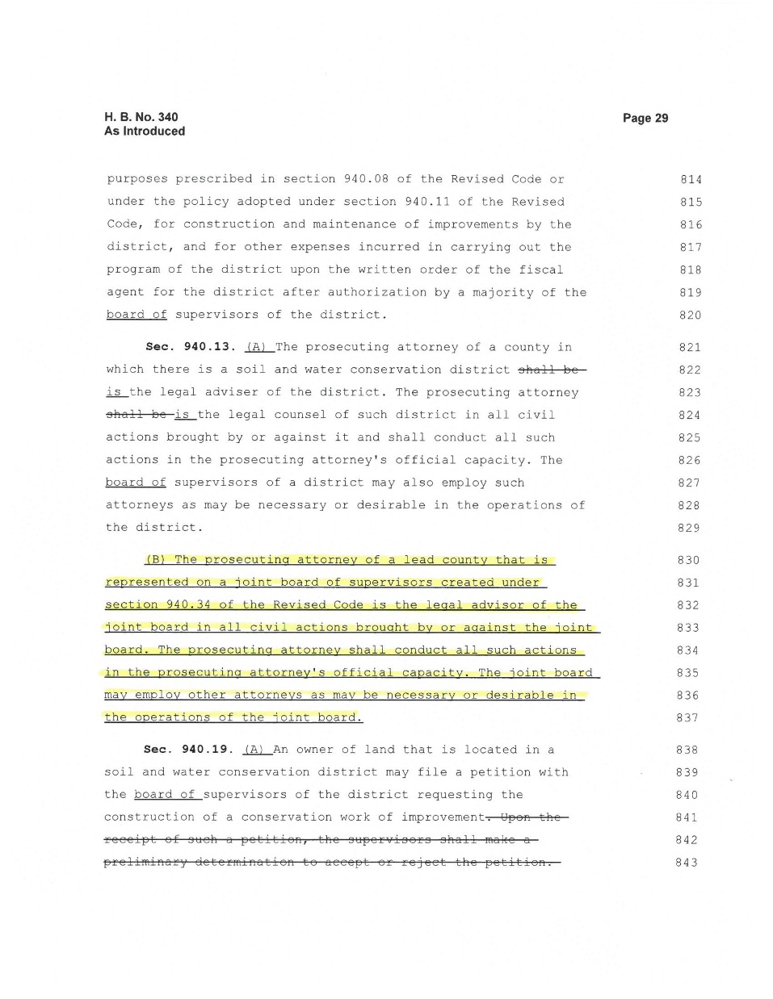 H. B. No. 340 Page 29
As Introduced
purposes prescribed in section 940.08 of the Revised Code or 814
under the policy adopted under section 940.11 of the Revised 815
Code, for construction and maintenance of improvements by the 816
district, and for other expenses incurred in carrying out the 817
program of the district upon the written order of the fiscal 818
agent for the district after authorization by a majority of the 819
board of supervisors of the district. 820
Sec. 940.13. (A) The prosecuting attorney of a county in 821
which there is a soil and water conservation district shall be 822
is the legal adviser of the district. The prosecuting attorney 823
shall be is the legal counsel of such district in all civil 824
actions brought by or against it and shall conduct all such 825
actions in the prosecuting attorney's official capacity. The 826
board of supervisors of a district may also employ such 827
attorneys as may be necessary or desirable in the operations of 828
the district. 829
(B) The prosecuting attorney of a lead county that is 830
represented on a joint board of supervisors created under 831
section 940.34 of the Revised Code is the legal advisor of the 832
joint board in all civil actions brought by or against the joint 833
board. The prosecuting attorney shall conduct all such actions 834
in the prosecuting attorney's official capacity. The joint board 835
may employ other attorneys as may be necessary or desirable in 836
the operations of the joint board. 837
Sec. 940.19. (A) An owner of land that is located in a 838
soil and water conservation district may file a petition with 839
the board of supervisors of the district requesting the 840
construction of a conservation work of improvement. Upon the 841
receipt of such a petition, the supervisors shall make a 842
preliminary determination to accept or reject the petition. 843